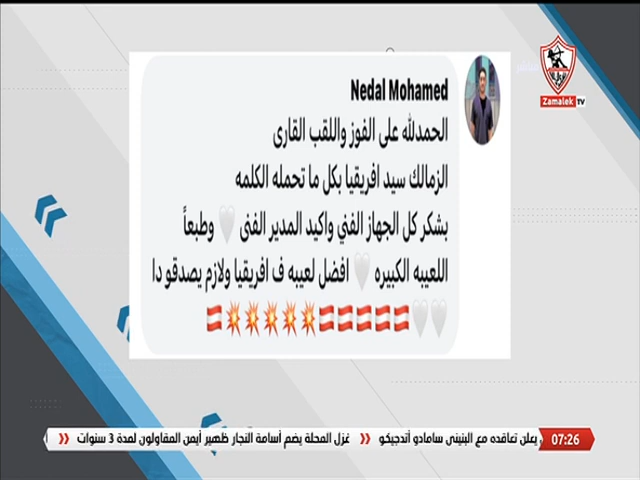 Nedal Mohamed
الحمدلله على الفوز واللقب القارى
الزمالك سيد افريقيا بكل ما تحمله الكلمه
بشكر كل الجهاز الفني واكيد المدير الفنى 🤍 وطبعاً
اللعيبه الكبيره 🤍 افضل لعيبه ف افريقيا ولازم يصدقو دا
🤍🤍🇦🇹🇦🇹🇦🇹🇦🇹🇦🇹💥💥💥💥💥🇦🇹
Zamalek TV
07:26 يعلن تعاقده مع البنينى سامادو أندجيكو » غزل المحلة يضم أسامة النجار ظهير أيمن المقاولون لمدة 3 سنوات »